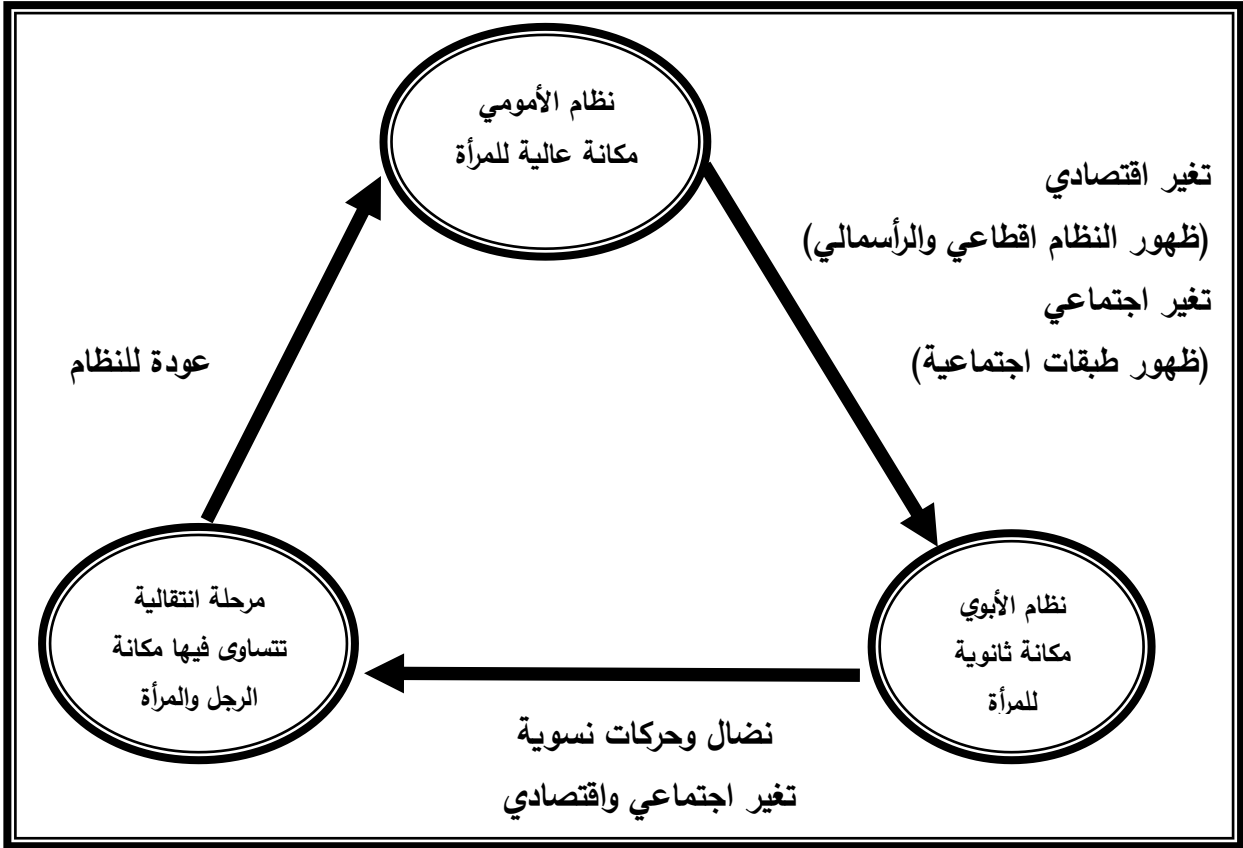 نظام الأمومي
مكانة عالية للمرأة
تغير اقتصادي
(ظهور النظام اقطاعي والرأسمالي)
تغير اجتماعي
(ظهور طبقات اجتماعية)
عودة للنظام
نظام الأبوي
مكانة ثانوية
للمرأة
مرحلة انتقالية
تتساوى فيها مكانة
الرجل والمرأة
نضال وحركات نسوية
تغير اجتماعي واقتصادي